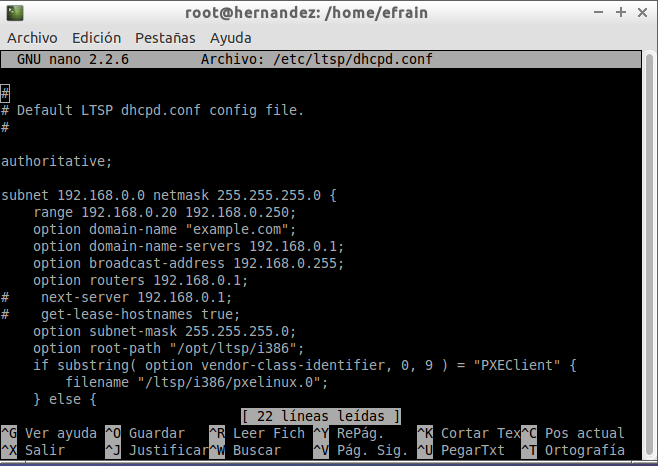 root@hernandez: /home/efrain
Archivo Edición Pestañas Ayuda
GNU nano 2.2.6 Archivo: /etc/ltsp/dhcpd.conf
#
# Default LTSP dhcpd.conf config file.
#
authoritative;
subnet 192.168.0.0 netmask 255.255.255.0 {
    range 192.168.0.20 192.168.0.250;
    option domain-name "example.com";
    option domain-name-servers 192.168.0.1;
    option broadcast-address 192.168.0.255;
    option routers 192.168.0.1;
#    next-server 192.168.0.1;
#    get-lease-hostnames true;
    option subnet-mask 255.255.255.0;
    option root-path "/opt/ltsp/i386";
    if substring( option vendor-class-identifier, 0, 9 ) = "PXEClient" {
        filename "/ltsp/i386/pxelinux.0";
    } else {
[ 22 líneas leídas ]
^G Ver ayuda ^O Guardar ^R Leer Fich ^Y RePág. ^K Cortar Tex ^C Pos actual
^X Salir ^J Justificar ^W Buscar ^V Pág. Sig. ^U PegarTxt ^T Ortografía